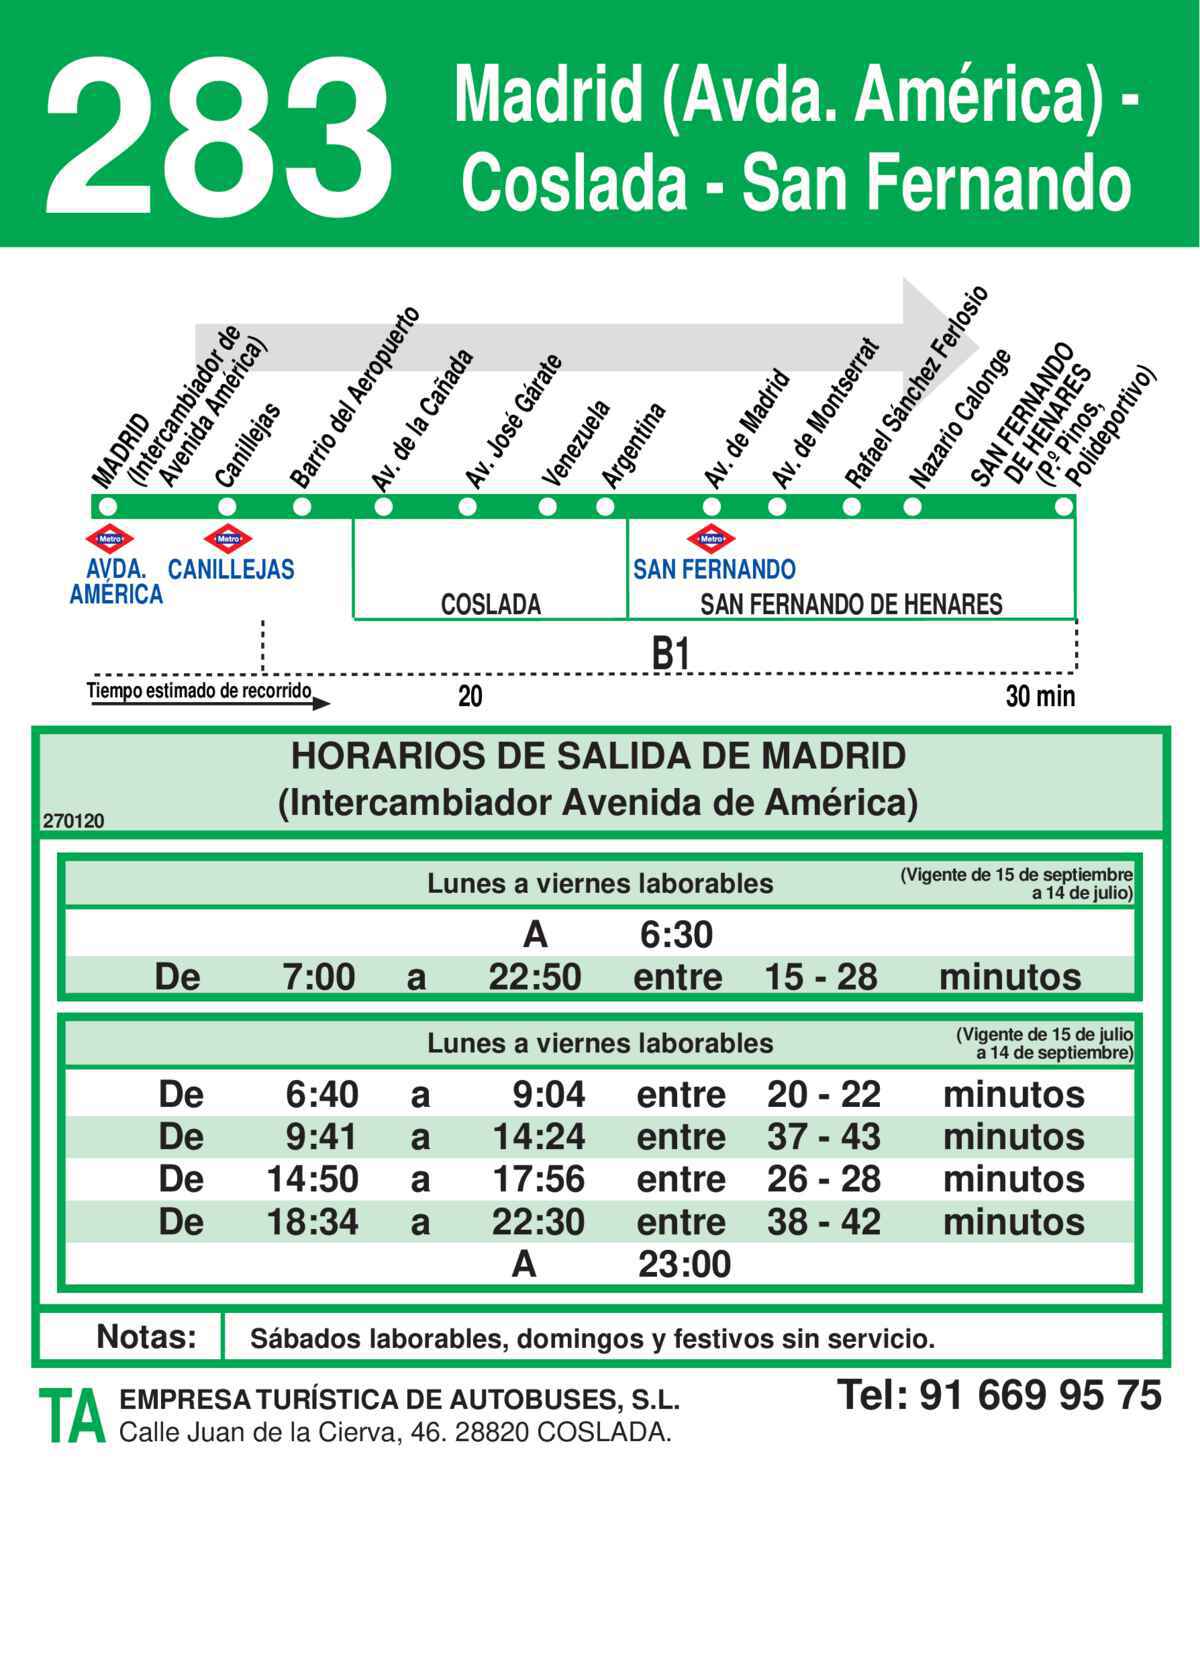 283
Madrid (Avda. América) -
Coslada - San Fernando
MADRID
(Intercambiador de
Avenida América)
Canillejas
Barrio del Aeropuerto
Av. de la Cañada
Av. José Gárate
Venezuela
Argentina
Av. de Madrid
Av. de Montserrat
Rafael Sánchez Ferlosio
Nazario Calonge
SAN FERNANDO
DE HENARES
(P.º Pinos,
Polideportivo)
Metro
Metro
Metro
AVDA.
AMÉRICA
CANILLEJAS
SAN FERNANDO
COSLADA
SAN FERNANDO DE HENARES
B1
Tiempo estimado de recorrido
20
30 min
HORARIOS DE SALIDA DE MADRID
(Intercambiador Avenida de América)
270120
Lunes a viernes laborables
(Vigente de 15 de septiembre
a 14 de julio)
A 6:30
De 7:00 a 22:50 entre 15 - 28 minutos
Lunes a viernes laborables
(Vigente de 15 de julio
a 14 de septiembre)
De 6:40 a 9:04 entre 20 - 22 minutos
De 9:41 a 14:24 entre 37 - 43 minutos
De 14:50 a 17:56 entre 26 - 28 minutos
De 18:34 a 22:30 entre 38 - 42 minutos
A 23:00
Notas: Sábados laborables, domingos y festivos sin servicio.
TA
EMPRESA TURÍSTICA DE AUTOBUSES, S.L.
Calle Juan de la Cierva, 46. 28820 COSLADA.
Tel: 91 669 95 75